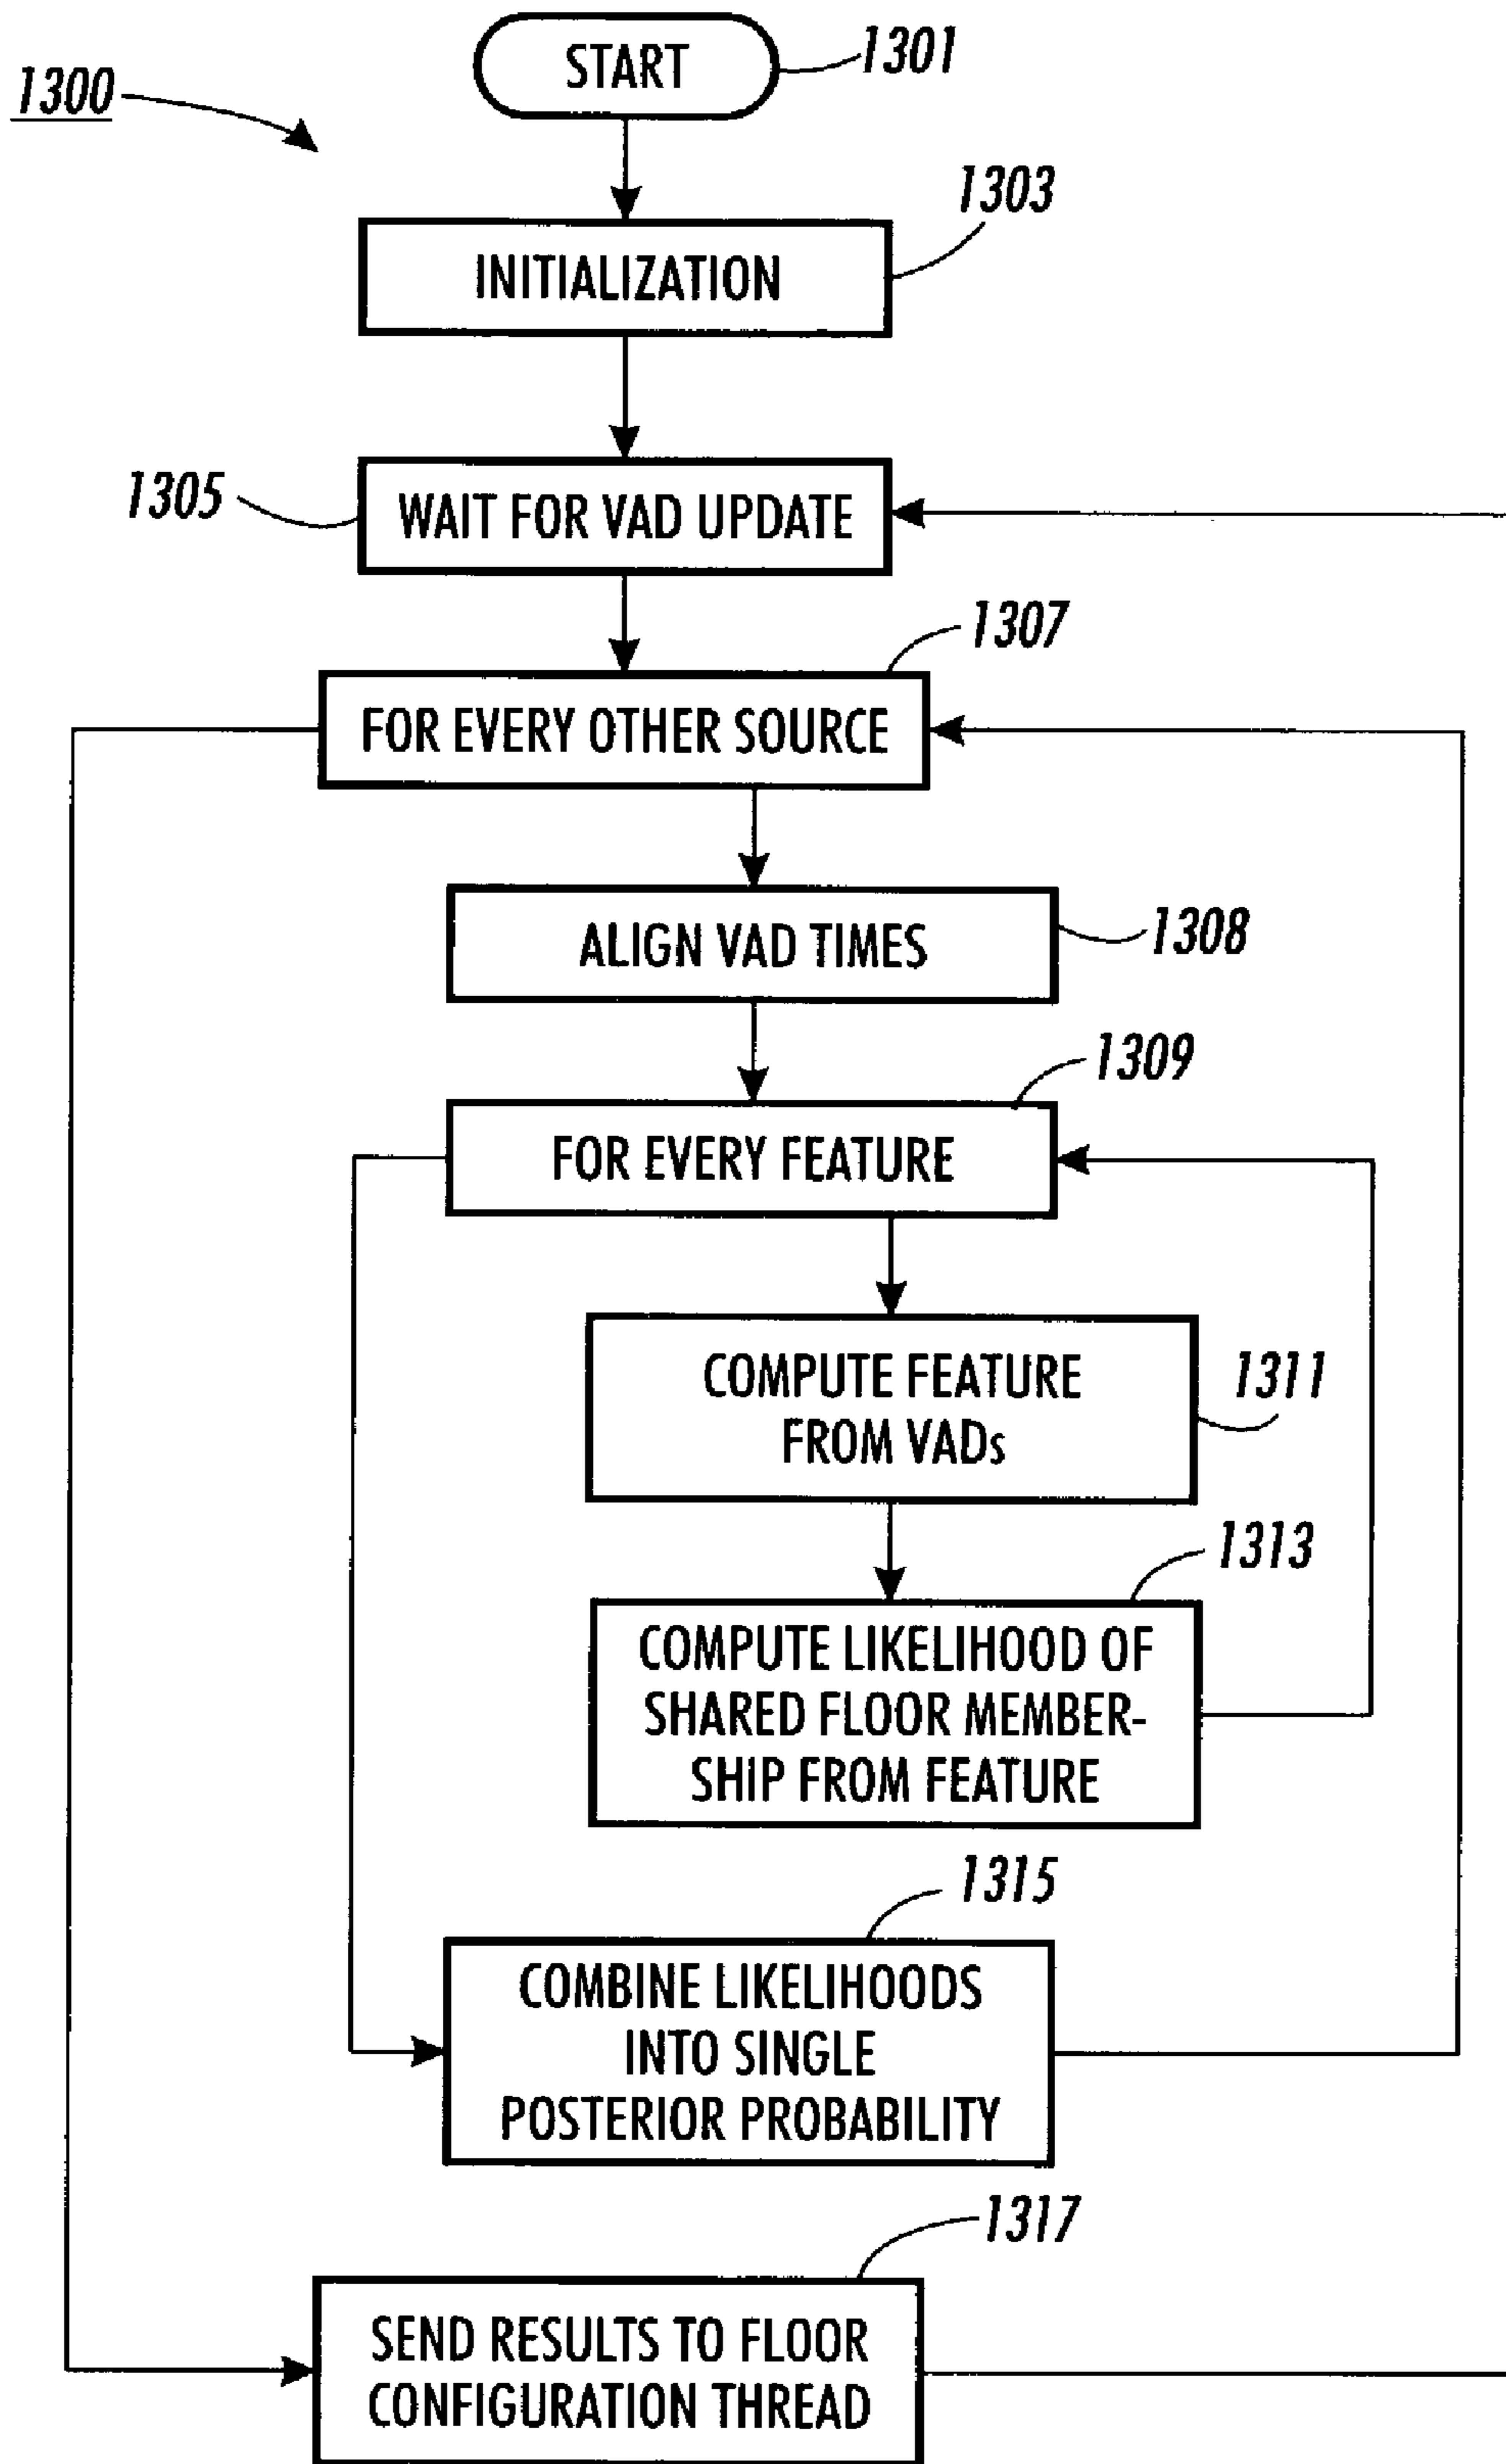 START
1301
1300
1303
INITIALIZATION
1305
WAIT FOR VAD UPDATE
1307
FOR EVERY OTHER SOURCE
ALIGN VAD TIMES
1308
1309
FOR EVERY FEATURE
COMPUTE FEATURE
FROM VADs
1311
1313
COMPUTE LIKELIHOOD OF
SHARED FLOOR MEMBER-
SHIP FROM FEATURE
1315
COMBINE LIKELIHOODS
INTO SINGLE
POSTERIOR PROBABILITY
1317
SEND RESULTS TO FLOOR
CONFIGURATION THREAD